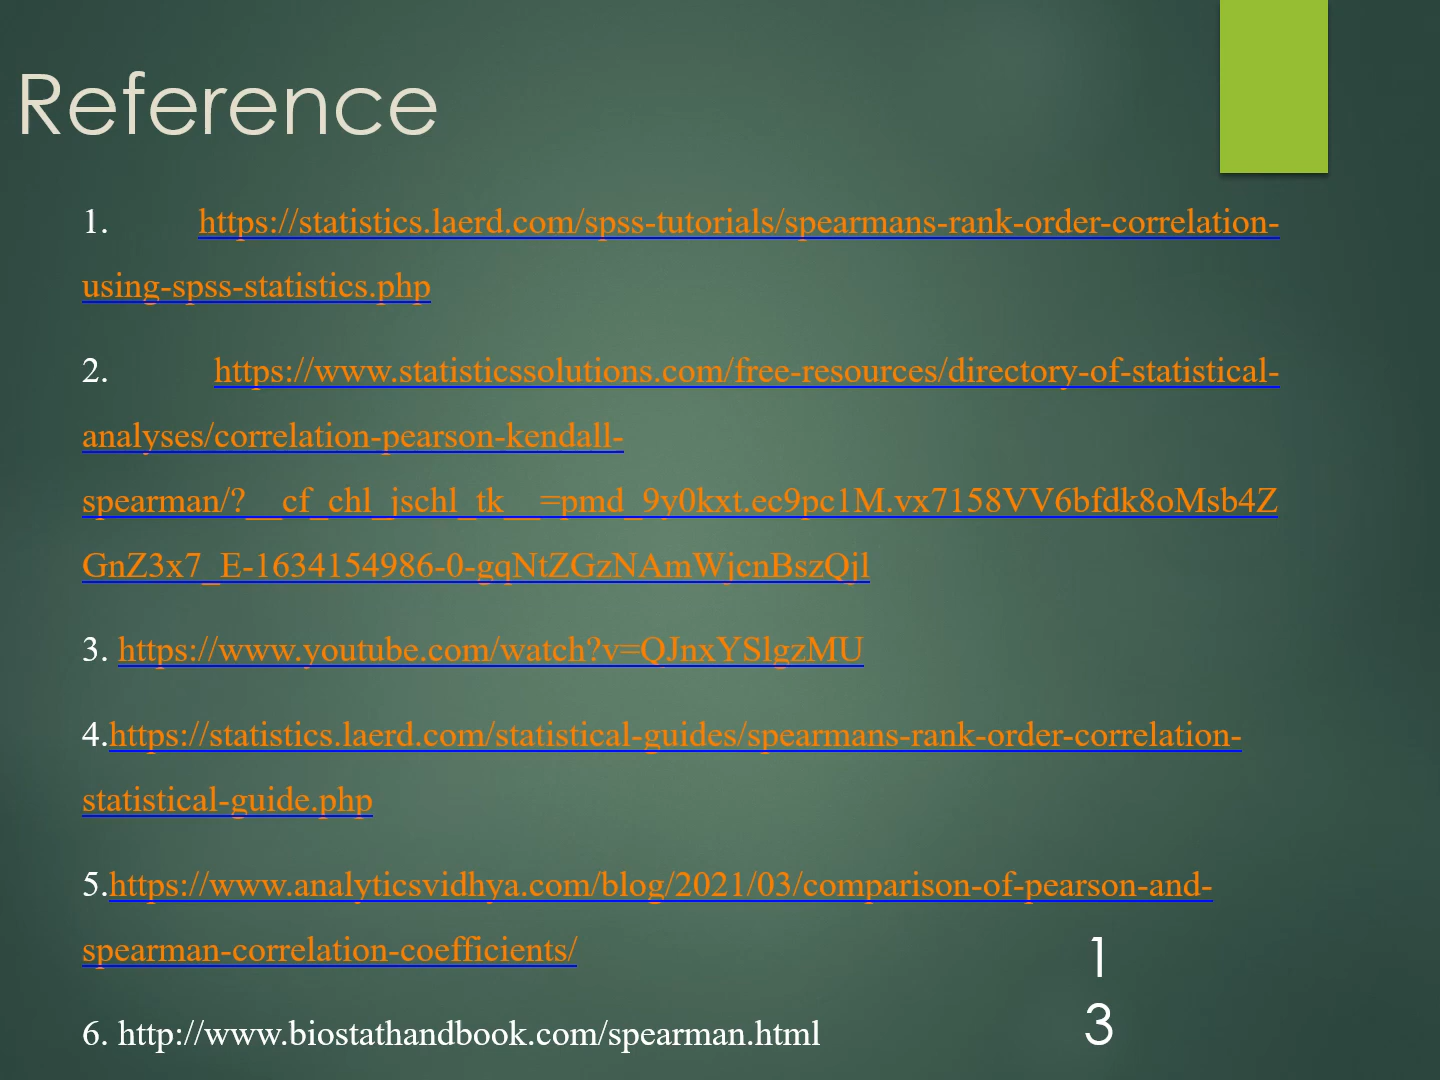 Reference
1. https://statistics.laerd.com/spss-tutorials/spearmans-rank-order-correlation-
using-spss-statistics.php
2. https://www.statisticssolutions.com/free-resources/directory-of-statistical-
analyses/correlation-pearson-kendall-
spearman/?__cf_chl_jschl_tk__=pmd_9y0kxt.ec9pc1M.vx7158VV6bfdk8oMsb4Z
GnZ3x7_E-1634154986-0-gqNtZGzNAmWjcnBszQjl
3. https://www.youtube.com/watch?v=QJnxYSlgzMU
4.https://statistics.laerd.com/statistical-guides/spearmans-rank-order-correlation-
statistical-guide.php
5.https://www.analyticsvidhya.com/blog/2021/03/comparison-of-pearson-and-
spearman-correlation-coefficients/
6. http://www.biostathandbook.com/spearman.html
1
3